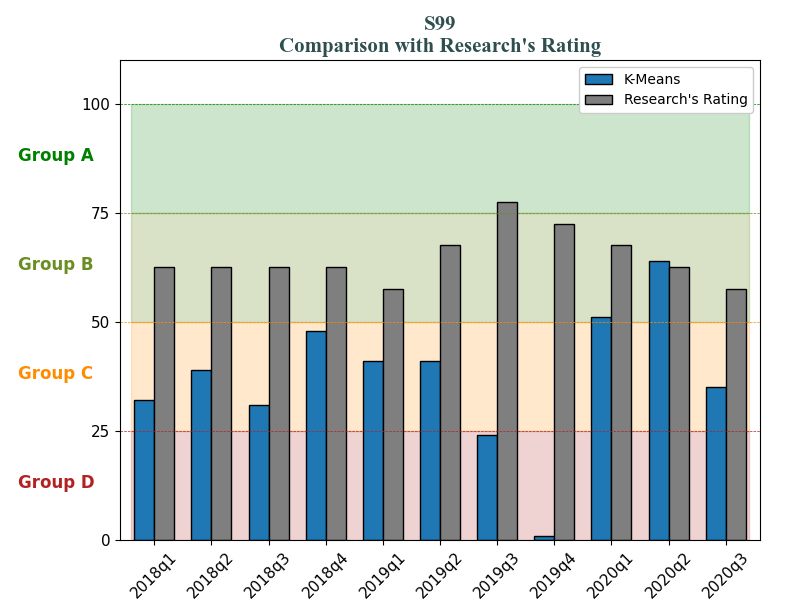 S99
Comparison with Research's Rating
K-Means
Research's Rating
100
Group A
75
Group B
50
Group C
25
Group D
0
2018q1
2018q2
2018q3
2018q4
2019q1
2019q2
2019q3
2019q4
2020q1
2020q2
2020q3